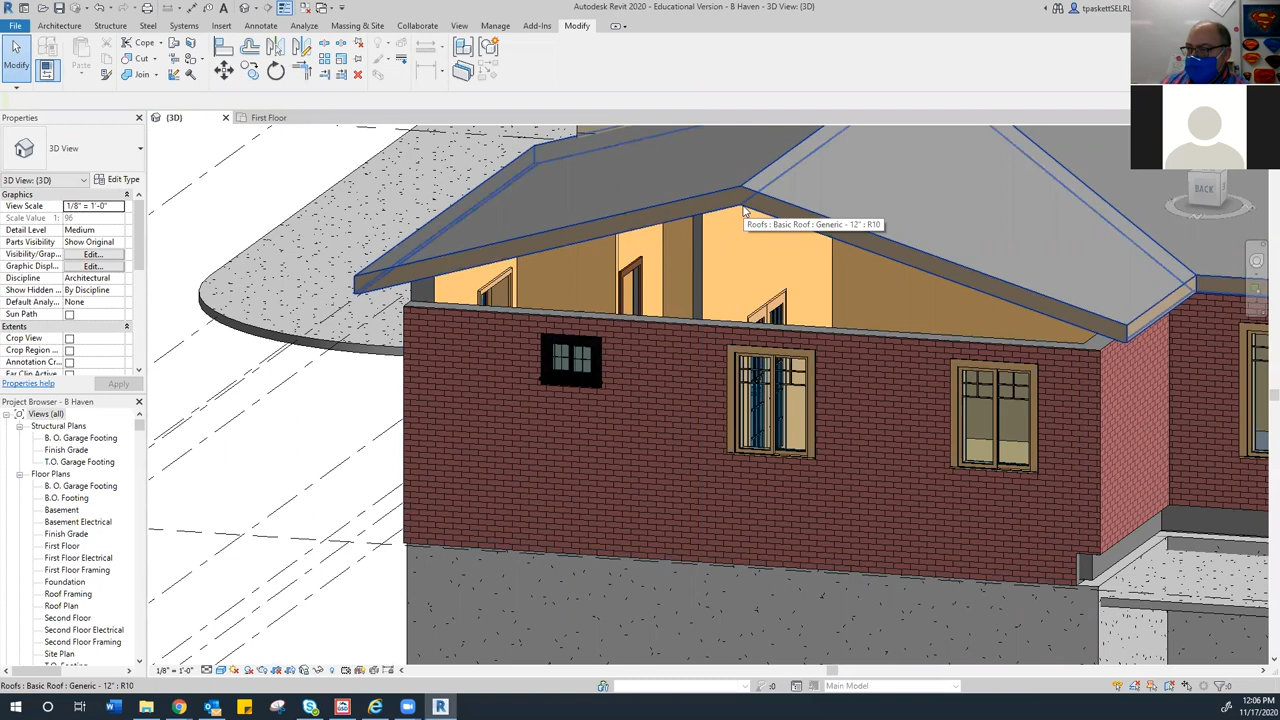 Autodesk Revit 2020 - Educational Version - B Haven - 3D View: {3D}
tpaskettSELRL
File
Architecture
Structure
Steel
Systems
Insert
Annotate
Analyze
Massing & Site
Collaborate
View
Manage
Add-Ins
Modify
Modify
Paste
Cope
Cut
Join
Properties
{3D}
First Floor
3D View
3D View: {3D}
Edit Type
Graphics
View Scale 1/8" = 1'-0"
Scale Value 1: 96
Detail Level Medium
Parts Visibility Show Original
Visibility/Grap... Edit...
Graphic Displ... Edit...
Discipline Architectural
Show Hidden ... By Discipline
Default Analy... None
Sun Path
Extents
Crop View
Crop Region ...
Annotation Cr...
Far Clip Active
Properties help
Apply
Project Browser - B Haven
Views (all)
Structural Plans
B. O. Garage Footing
Finish Grade
T.O. Garage Footing
Floor Plans
B. O. Garage Footing
B.O. Footing
Basement
Basement Electrical
Finish Grade
First Floor
First Floor Electrical
First Floor Framing
Foundation
Roof Framing
Roof Plan
Second Floor
Second Floor Electrical
Second Floor Framing
Site Plan
Roofs : Basic Roof : Generic - 12" : R10
BACK
1/8" = 1'-0"
Roofs : Basic Roof : Generic - 12" : R10
:0
Main Model
:0
12:06 PM
11/17/2020